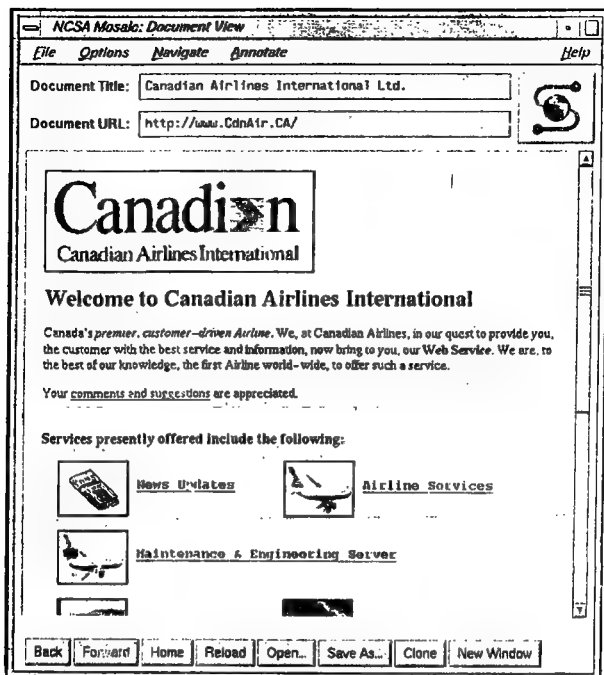 NCSA Mosaic: Document View
File Options Navigate Annotate Help
Document Title: Canadian Airlines International Ltd.
Document URL: http://www.CdnAir.CA/
Canadi»n
Canadian Airlines International
Welcome to Canadian Airlines International
Canada's premier, customer-driven Airline. We, at Canadian Airlines, in our quest to provide you,
the customer with the best service and information, now bring to you, our Web Service. We are, to
the best of our knowledge, the first Airline world-wide, to offer such a service.
Your comments and suggestions are appreciated.
Services presently offered include the following:
News Updates Airline Services
Maintenance & Engineering Server
Back Forward Home Reload Open... Save As... Clone New Window